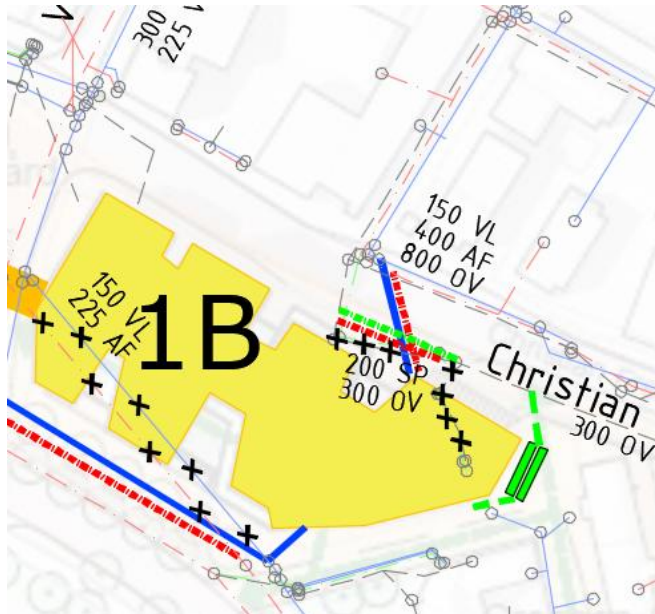 V
300
225 V
150 VL
400 AF
800 OV
150 VL
225 AF
1B
200 SP
300 OV
Christian
300 OV